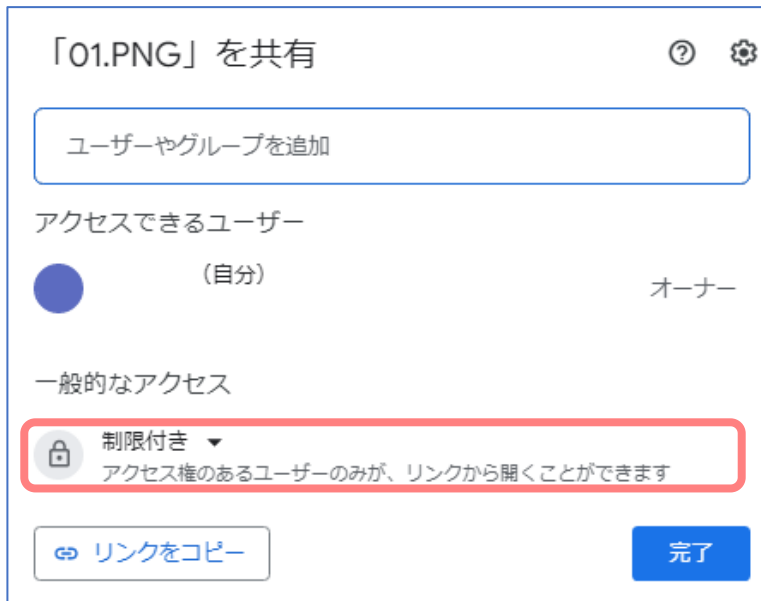 「01.PNG」を共有
ユーザーやグループを追加
アクセスできるユーザー
（自分）
オーナー
一般的なアクセス
制限付き
アクセス権のあるユーザーのみが、リンクから開くことができます
リンクをコピー
完了